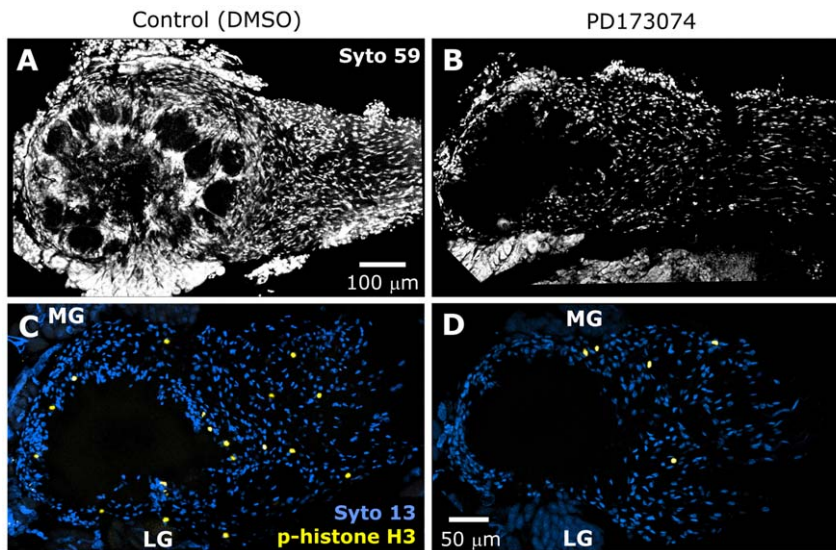 Control (DMSO)
PD173074
A
Syto 59
B
100 μm
C
MG
D
MG
Syto 13
p-histone H3
LG
50 μm
LG